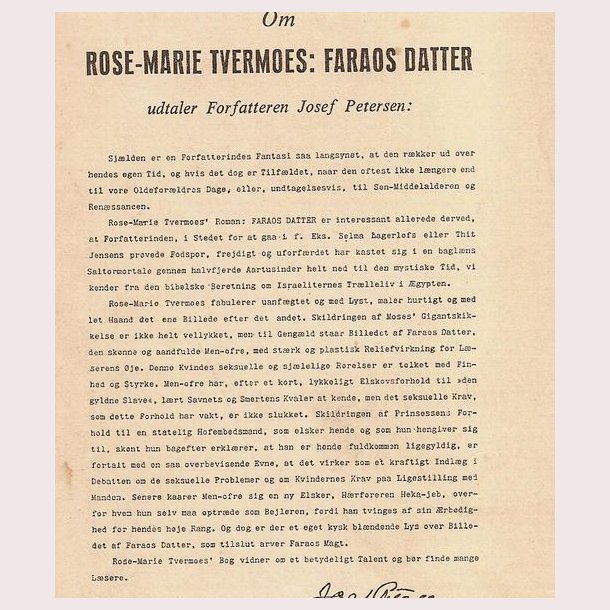 Om
ROSE-MARIE TVERMOES: FARAOS DATTER
udtaler Forfatteren Josef Petersen:
Sjælden er en Forfatterindes Fantasi saa langsynet, at den rækker ud over
hendes egen Tid, og hvis det dog er Tilfældet, naar den oftest ikke længere end
til vore Oldeforældres Dage, eller, undtagelsesvis, til Sen-Middelalderen og
Renæssancen.
Rose-Marie Tvermoes' Roman: FARAOS DATTER er interessant allerede derved,
at Forfatterinden, i Stedet for at gaa i f. Eks. Selma Lagerløfs eller Thit
Jensens prøvede Fodspor, frejdigt og uforfærdet har kastet sig i en baglæns
Saltormortale gennem halvfjerde Aartusinder helt ned til den mystiske Tid, vi
kender fra den bibelske Beretning om Israeliternes Trælleliv i Ægypten.
Rose-Marie Tvermoes fabulerer uanfægtet og med Lyst, maler hurtigt og med
let Haand det ene Billede efter det andet. Skildringen af Moses' Gigantskik-
kelse er ikke helt vellykket, men til Gengæld staar Billedet af Faraos Datter,
den skønne og aandfulde Men-ofre, med stærk og plastisk Reliefvirkning for Læ-
serens Øje. Denne Kvindes seksuelle og sjælelige Rørelser er tolket med Fin-
hed og Styrke. Men-ofre har, efter et kort, lykkeligt Elskovsforhold til »den
gyldne Slave«, lært Savnets og Smertens Kvaler at kende, men det seksuelle Krav,
som dette Forhold har vakt, er ikke slukket. Skildringen af Prinsessens For-
hold til en statelig Hofembedsmand, som elsker hende og som hun hengiver sig
til, skønt hun bagefter erklærer, at han er hende fuldkommen ligegyldig, er
fortalt med en saa overbevisende Evne, at det virker som et kraftigt Indlæg i
Debatten om de seksuelle Problemer og om Kvindernes Krav paa Ligestilling med
Manden. Senere kaarer Men-ofre sig en ny Elsker, Hærføreren Heka-jeb, over-
for hvem hun selv maa optræde som Bejleren, fordi han tvinges af sin Ærbødig-
hed for hendes høje Rang. Og dog er der et eget kysk blændende Lys over Bille-
det af Faraos Datter, som tilslut arver Faraos Magt.
Rose-Marie Tvermoes' Bog vidner om et betydeligt Talent og bør finde mange
Læsere.